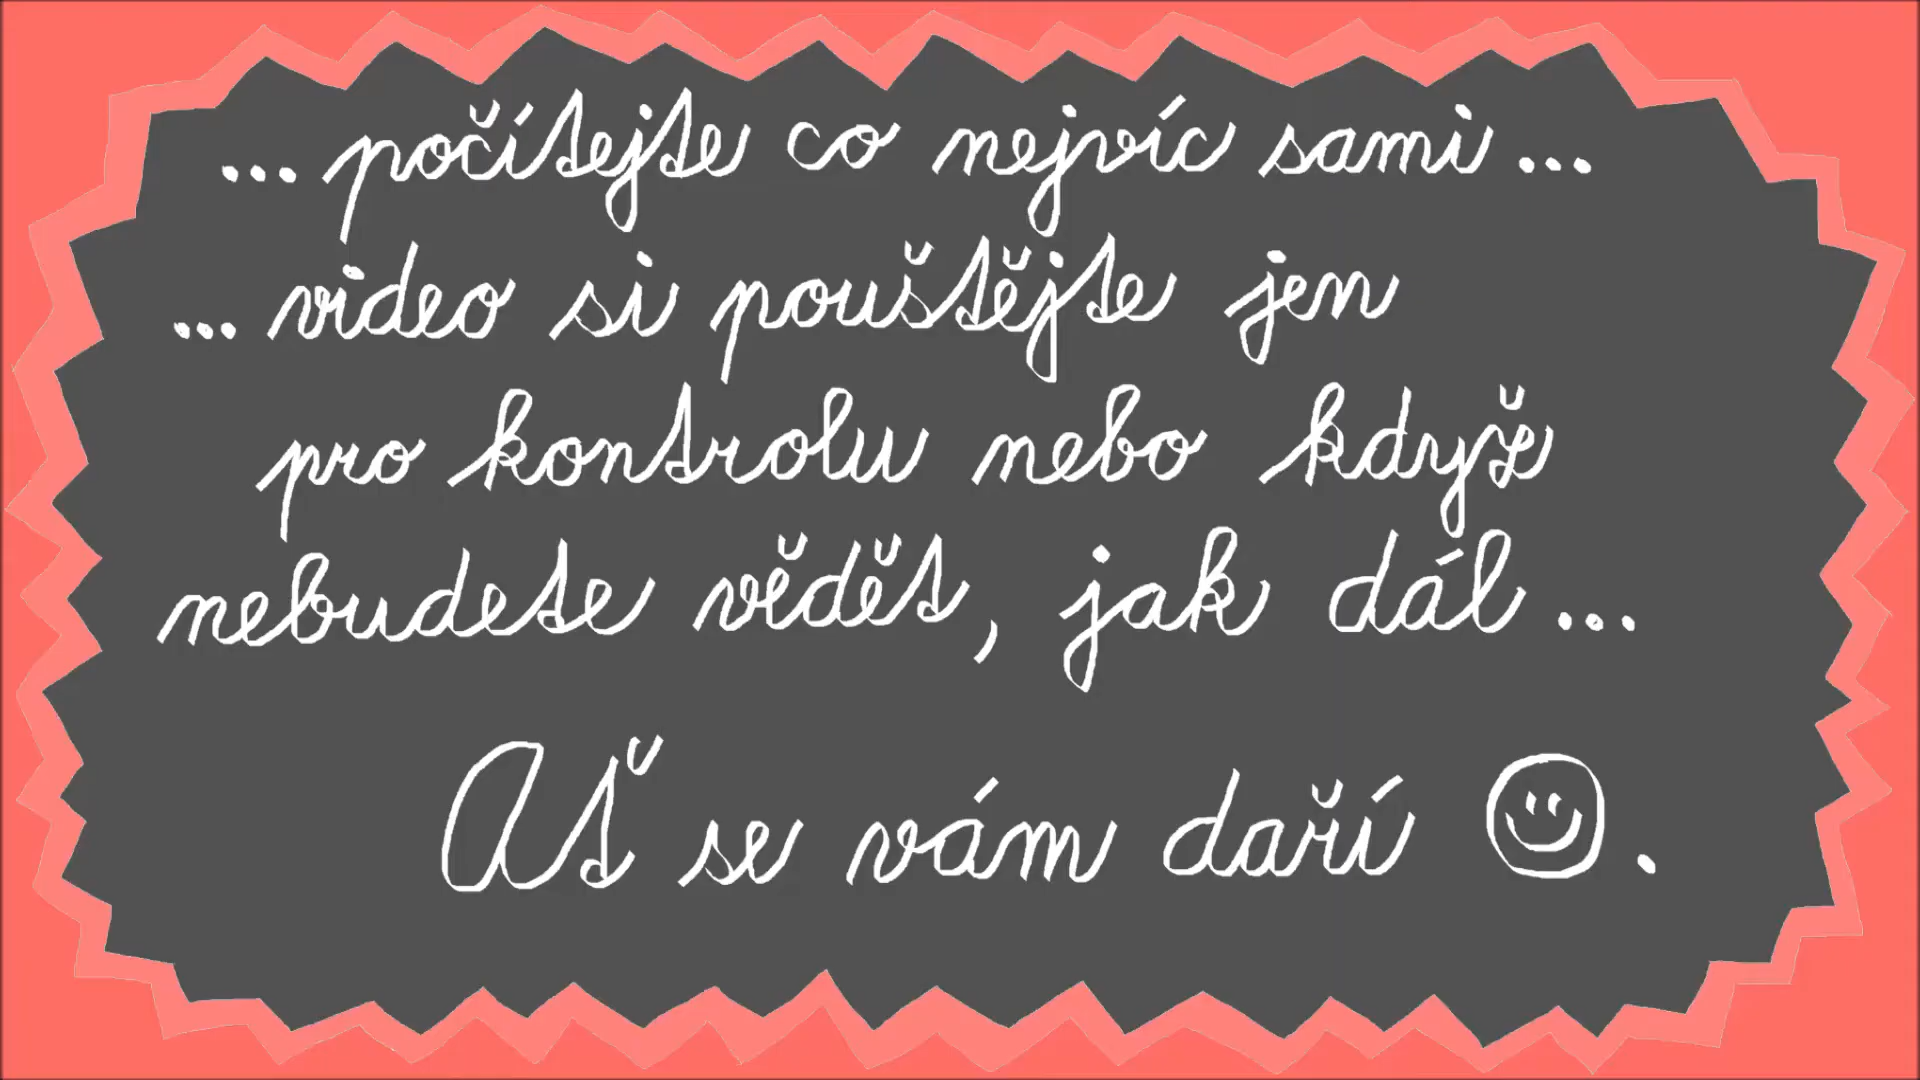 ... počítejte co nejvíc sami ...
... video si pouštějte jen
pro kontrolu nebo když
nebudete vědět, jak dál ...
Ať se vám daří ☺.